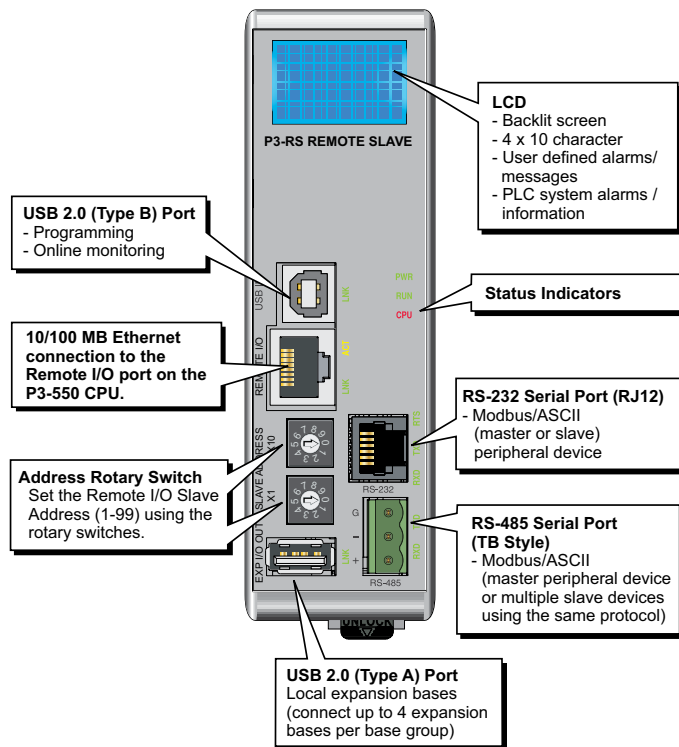 P3-RS REMOTE SLAVE
LCD
- Backlit screen
- 4 x 10 character
- User defined alarms/
messages
- PLC system alarms /
information
USB 2.0 (Type B) Port
- Programming
- Online monitoring
USB
LNK
PWR
RUN
CPU
Status Indicators
10/100 MB Ethernet
connection to the
Remote I/O port on the
P3-550 CPU.
REMOTE I/O
ACT
LNK
RS-232 Serial Port (RJ12)
- Modbus/ASCII
(master or slave)
peripheral device
RTS
RXD
RS-232
Address Rotary Switch
Set the Remote I/O Slave
Address (1-99) using the
rotary switches.
SLAVE ADDRESS
X10
X1
RS-485 Serial Port
(TB Style)
- Modbus/ASCII
(master peripheral device
or multiple slave devices
using the same protocol)
G
–
+
RXD
RS-485
EXP I/O OUT
LNK
UNLOCK
USB 2.0 (Type A) Port
Local expansion bases
(connect up to 4 expansion
bases per base group)